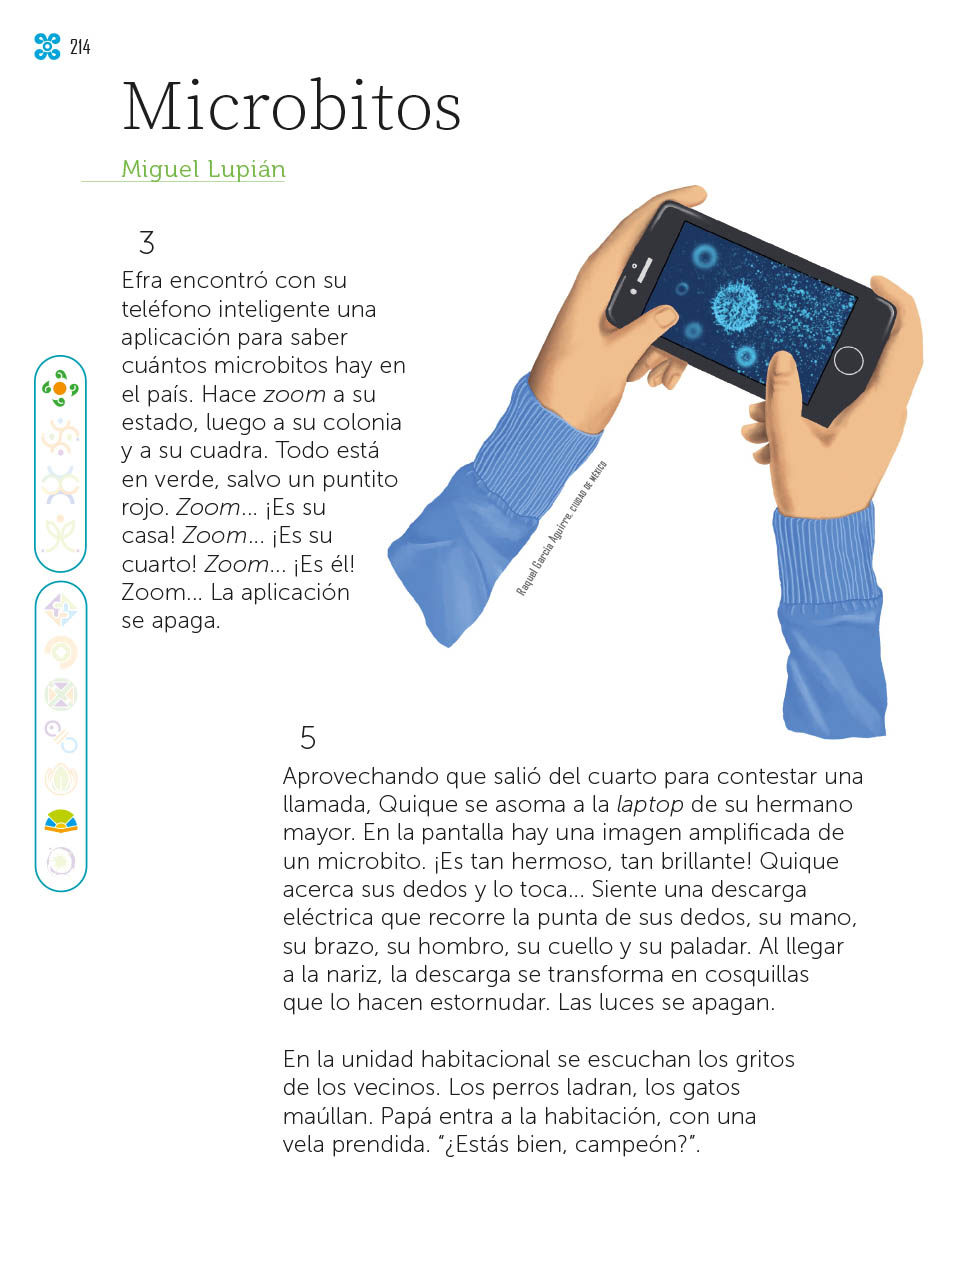 214
Microbitos
Miguel Lupián
3
Efra encontró con su
teléfono inteligente una
aplicación para saber
cuántos microbitos hay en
el país. Hace zoom a su
estado, luego a su colonia
y a su cuadra. Todo está
en verde, salvo un puntito
rojo. Zoom... ¡Es su
casa! Zoom... ¡Es su
cuarto! Zoom... ¡Es él!
Zoom... La aplicación
se apaga.
Raquel García Aguirre, CIUDAD DE MÉXICO
5
Aprovechando que salió del cuarto para contestar una
llamada, Quique se asoma a la laptop de su hermano
mayor. En la pantalla hay una imagen amplificada de
un microbito. ¡Es tan hermoso, tan brillante! Quique
acerca sus dedos y lo toca... Siente una descarga
eléctrica que recorre la punta de sus dedos, su mano,
su brazo, su hombro, su cuello y su paladar. Al llegar
a la nariz, la descarga se transforma en cosquillas
que lo hacen estornudar. Las luces se apagan.
En la unidad habitacional se escuchan los gritos
de los vecinos. Los perros ladran, los gatos
maúllan. Papá entra a la habitación, con una
vela prendida. “¿Estás bien, campeón?”.